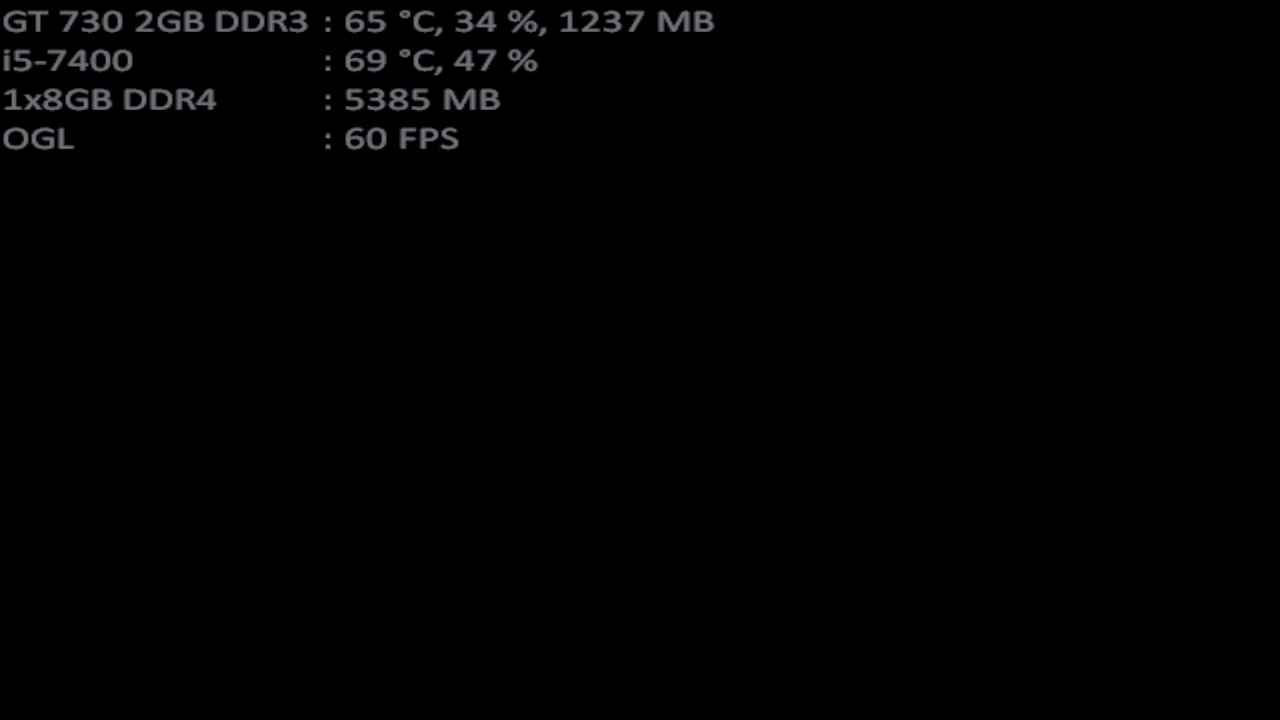 GT 730 2GB DDR3 : 65 °C, 34 %, 1237 MB
i5-7400 : 69 °C, 47 %
1x8GB DDR4 : 5385 MB
OGL : 60 FPS